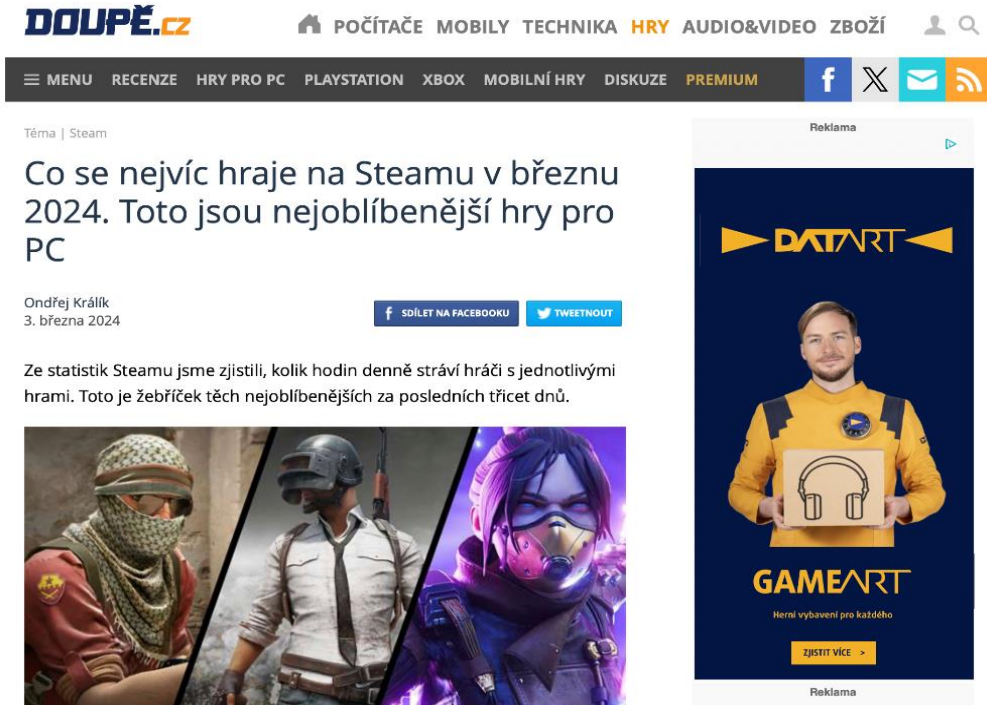 DOUPĚ.cz
POČÍTAČE MOBILY TECHNIKA HRY AUDIO&VIDEO ZBOŽÍ
MENU RECENZE HRY PRO PC PLAYSTATION XBOX MOBILNÍ HRY DISKUZE PREMIUM
Téma | Steam
Co se nejvíc hraje na Steamu v březnu
2024. Toto jsou nejoblíbenější hry pro
PC
Ondřej Králík
3. března 2024
SDÍLET NA FACEBOOKU
TWEETNOUT
Ze statistik Steamu jsme zjistili, kolik hodin denně stráví hráči s jednotlivými
hrami. Toto je žebříček těch nejoblíbenějších za posledních třicet dnů.
Reklama
DATART
GAMEART
Herní vybavení pro každého
ZJISTIT VÍCE >
Reklama